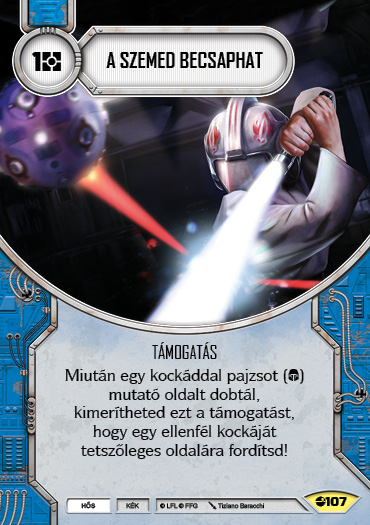 1
A SZEMED BECSAPHAT
TÁMOGATÁS
Miután egy kockáddal pajzsot ( )
mutató oldalt dobtál,
kimerítheted ezt a támogatást,
hogy egy ellenfél kockáját
tetszőleges oldalára fordítsd!
HŐS KÉK © LFL © FFG Tiziano Baracchi 107